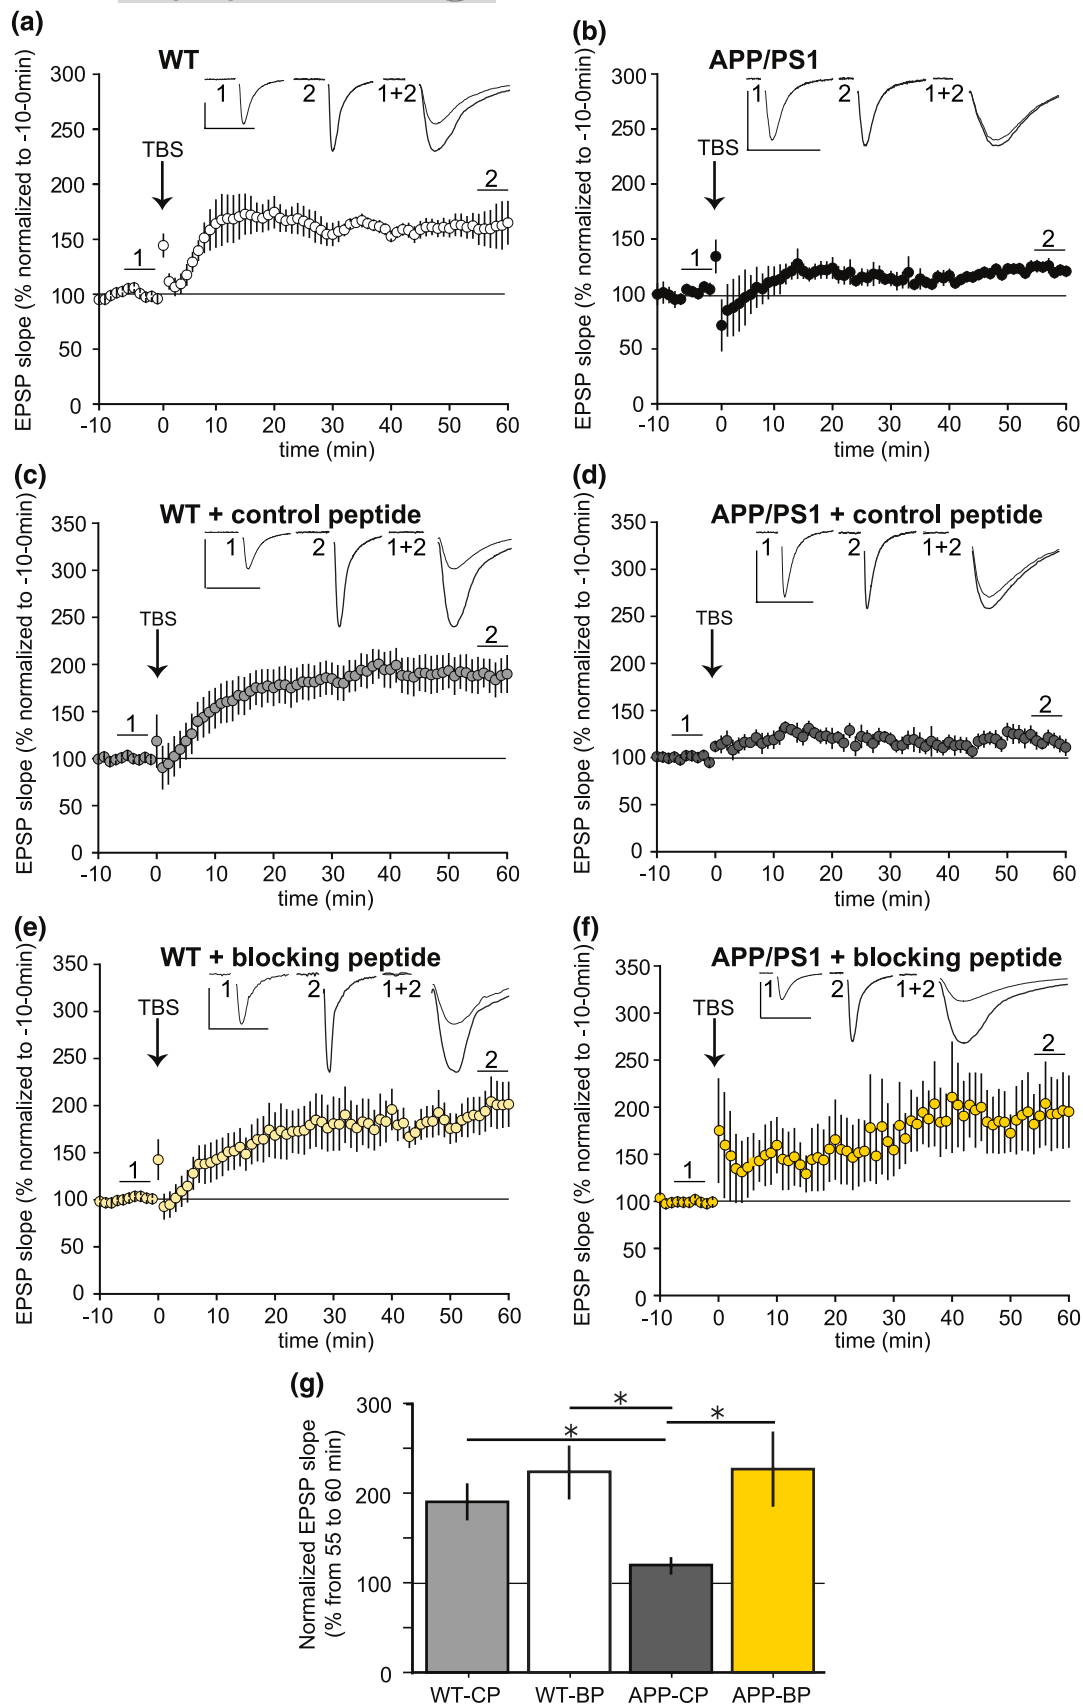 (a)
WT
EPSP slope (% normalized to -10-0min)
300
250
200
150
100
50
0
1
2
1+2
TBS
1
2
-10 0 10 20 30 40 50 60
time (min)
(b)
APP/PS1
EPSP slope (% normalized to -10-0min)
300
250
200
150
100
50
0
1
2
1+2
TBS
1
2
-10 0 10 20 30 40 50 60
time (min)
(c)
WT + control peptide
EPSP slope (% normalized to -10-0min)
350
300
250
200
150
100
50
0
1
2
1+2
TBS
1
2
-10 0 10 20 30 40 50 60
time (min)
(d)
APP/PS1 + control peptide
EPSP slope (% normalized to -10-0min)
350
300
250
200
150
100
50
0
1
2
1+2
TBS
1
2
-10 0 10 20 30 40 50 60
time (min)
(e)
WT + blocking peptide
EPSP slope (% normalized to -10-0min)
350
300
250
200
150
100
50
0
1
2
1+2
TBS
1
2
-10 0 10 20 30 40 50 60
time (min)
(f)
APP/PS1 + blocking peptide
EPSP slope (% normalized to -10-0min)
350
300
250
200
150
100
50
0
1
2
1+2
TBS
1
2
-10 0 10 20 30 40 50 60
time (min)
(g)
Normalized EPSP slope
(% from 55 to 60 min)
300
200
100
0
*
*
*
WT-CP WT-BP APP-CP APP-BP